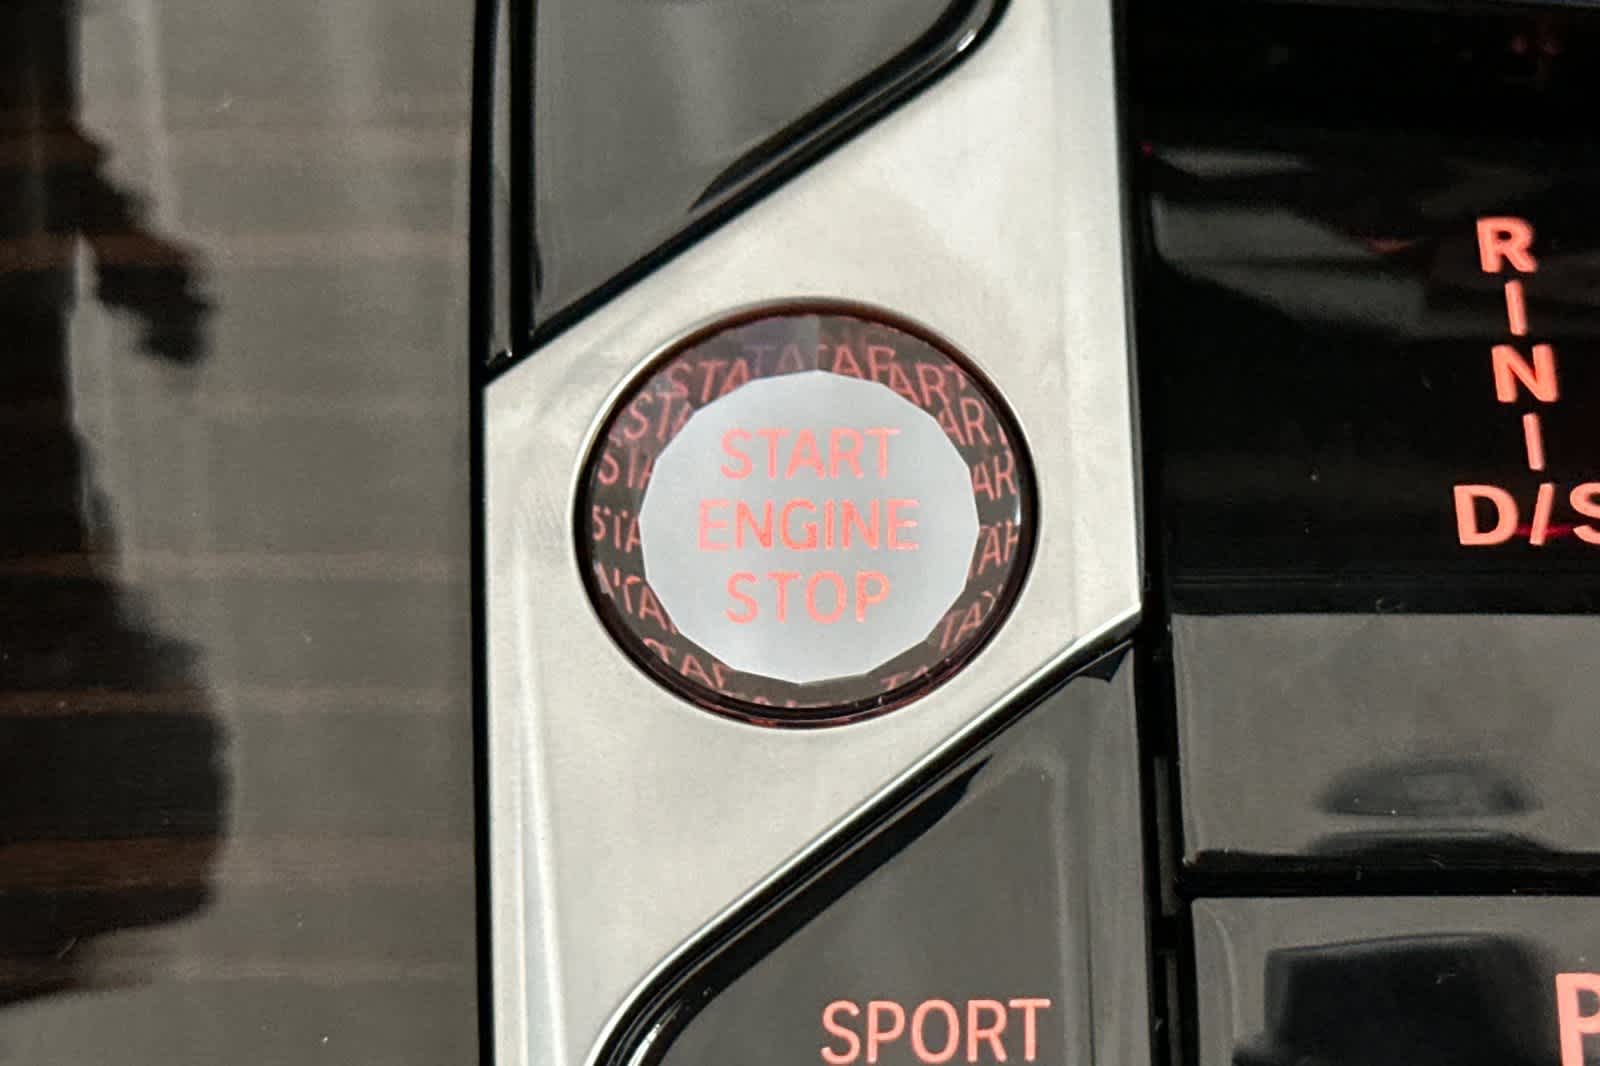 START
ENGINE
STOP
R
N
D/S
SPORT
P